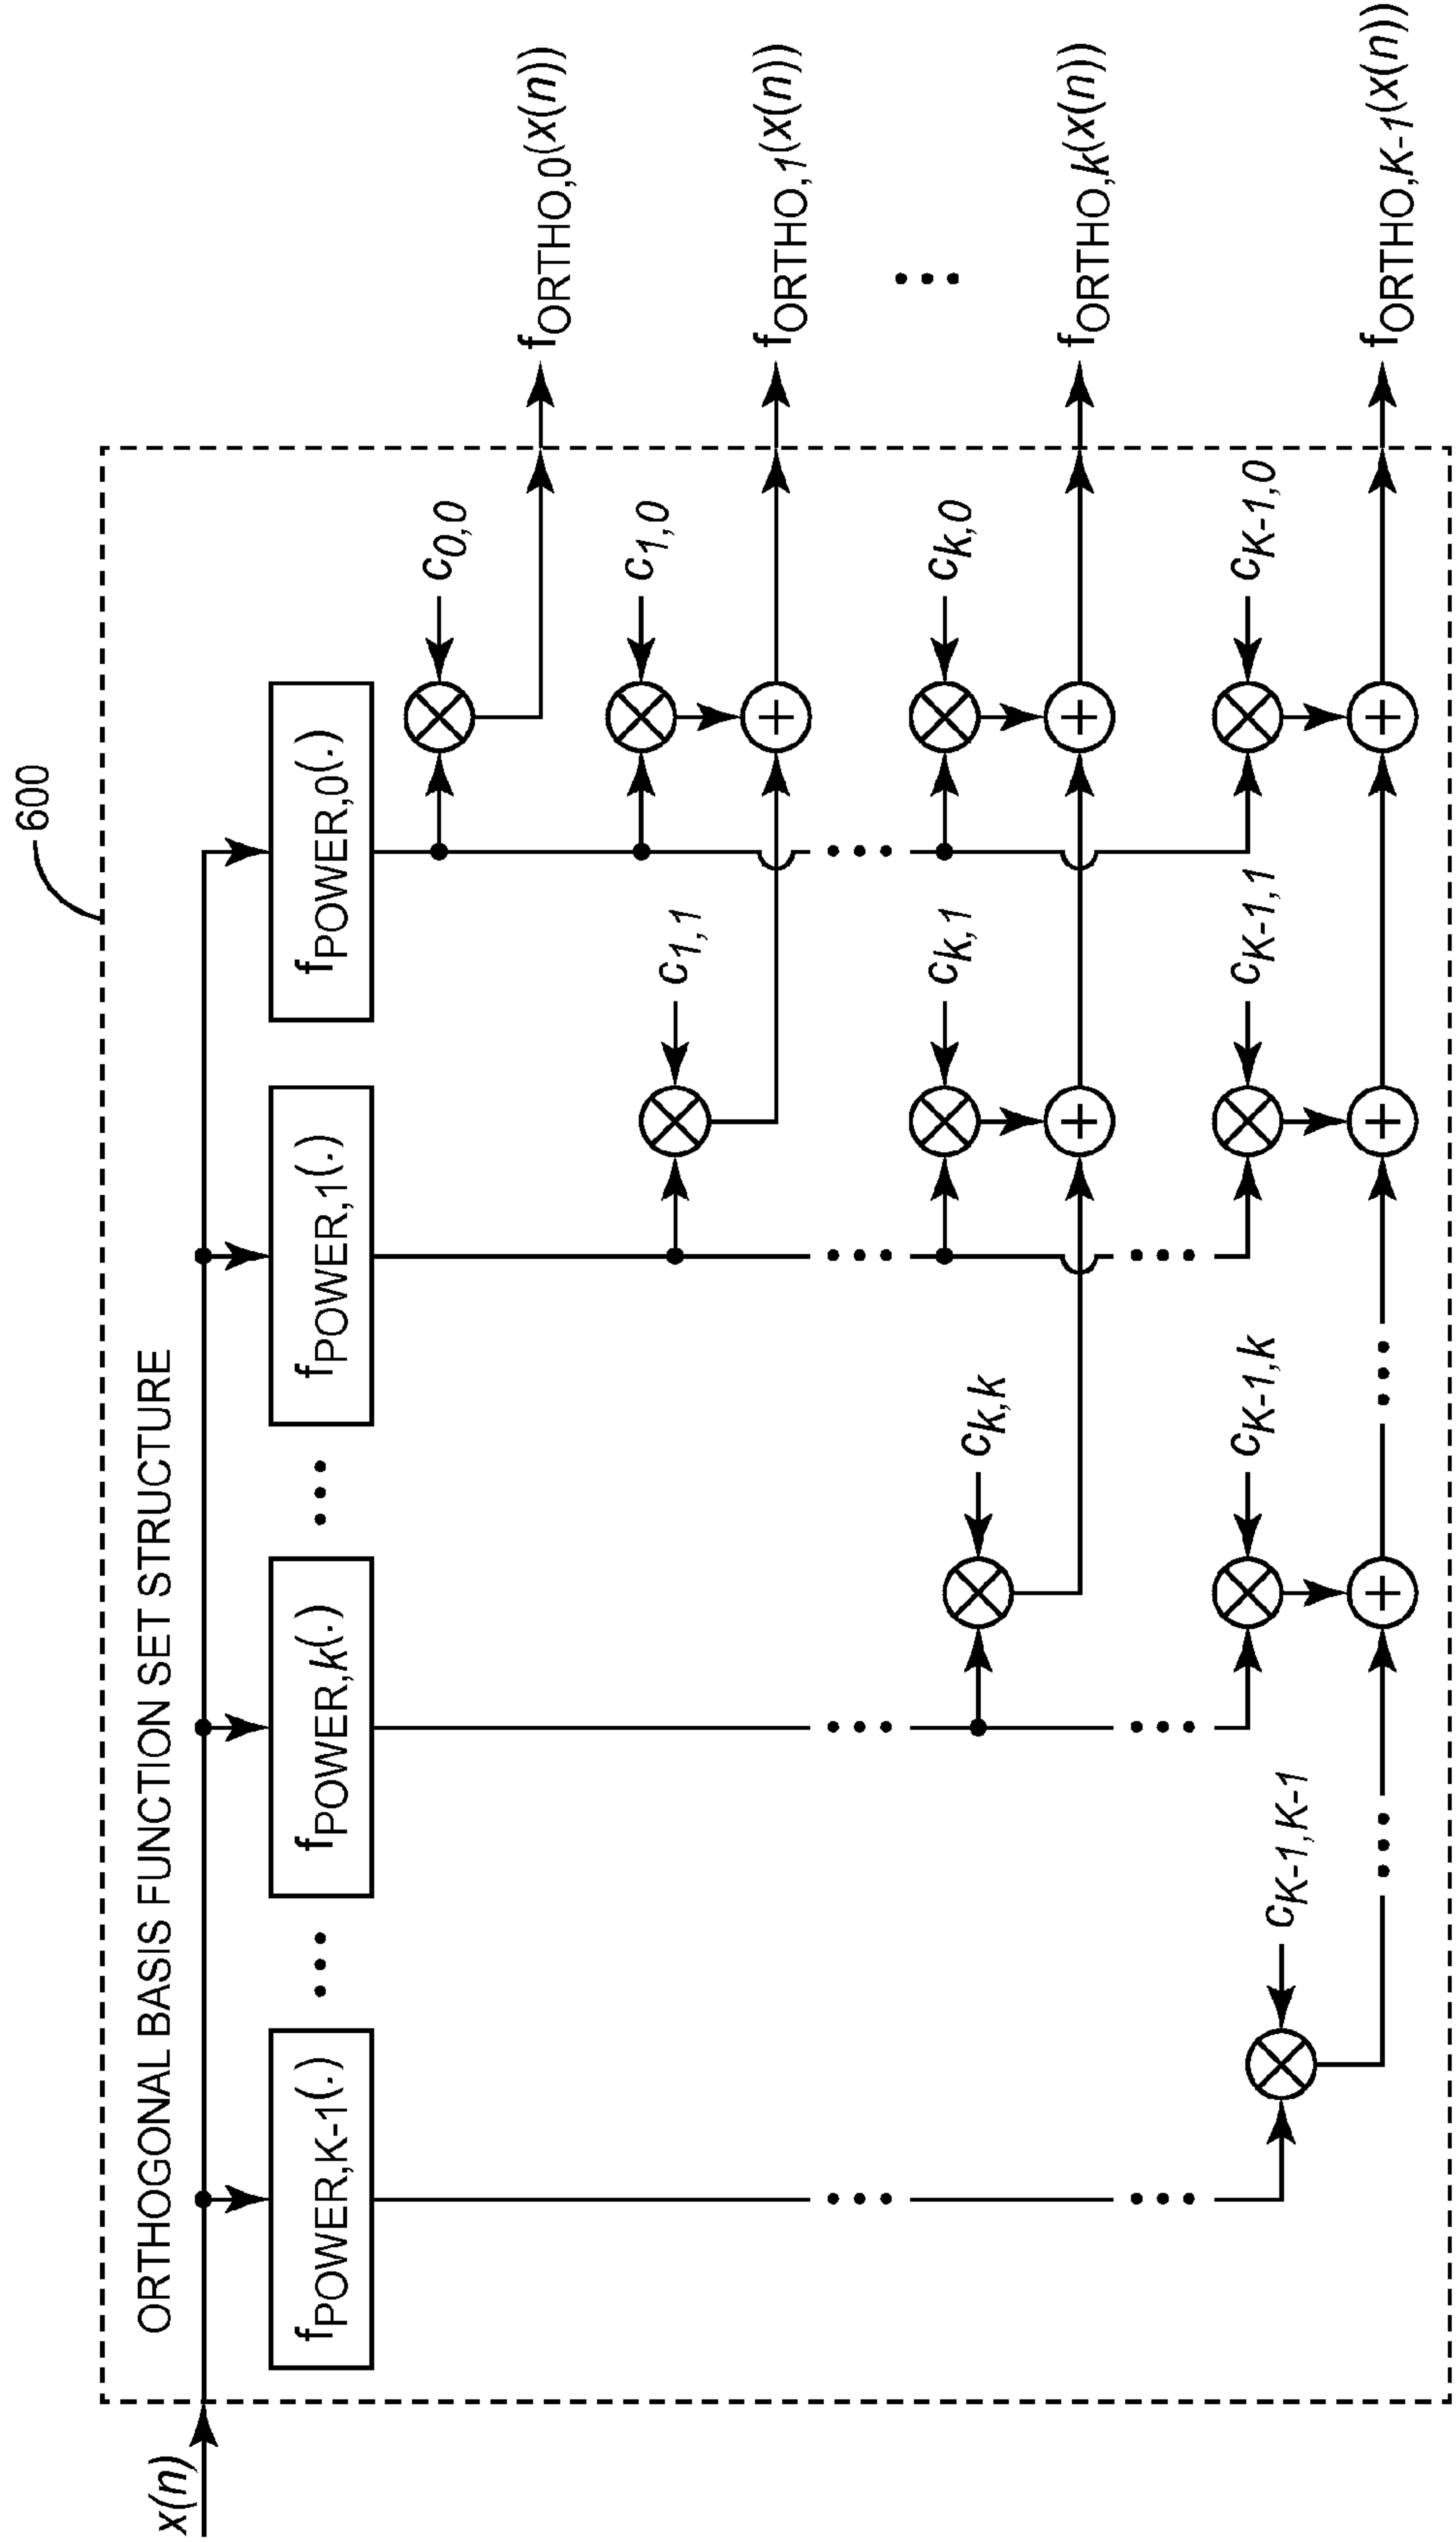 600
x(n)
ORTHOGONAL BASIS FUNCTION SET STRUCTURE
fPOWER,K-1(.)
...
fPOWER,k(.)
...
fPOWER,1(.)
fPOWER,0(.)
c0,0
fORTHO,0(x(n))
c1,1
c1,0
fORTHO,1(x(n))
...
ck,k
ck,1
ck,0
fORTHO,k(x(n))
cK-1,K-1
cK-1,k
cK-1,1
cK-1,0
fORTHO,K-1(x(n))